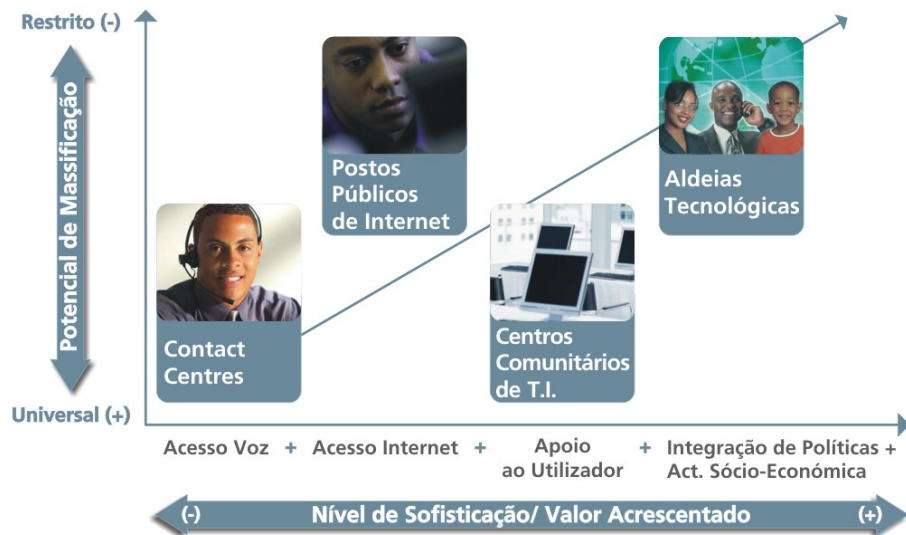 Restrito (-)
Potencial de Massificação
Universal (+)
Contact
Centres
Postos
Públicos
de Internet
Centros
Comunitários
de T.I.
Aldeias
Tecnológicas
Acesso Voz + Acesso Internet + Apoio
ao Utilizador + Integração de Políticas +
Act. Sócio-Económica
(-) Nível de Sofisticação/ Valor Acrescentado (+)